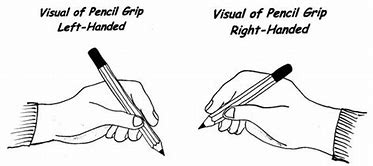 Visual of Pencil Grip
Left-Handed
Visual of Pencil Grip
Right-Handed